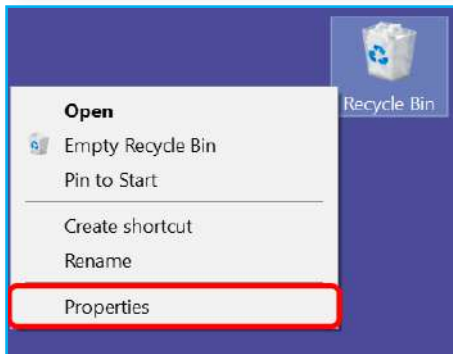 Recycle Bin
Open
Empty Recycle Bin
Pin to Start
Create shortcut
Rename
Properties